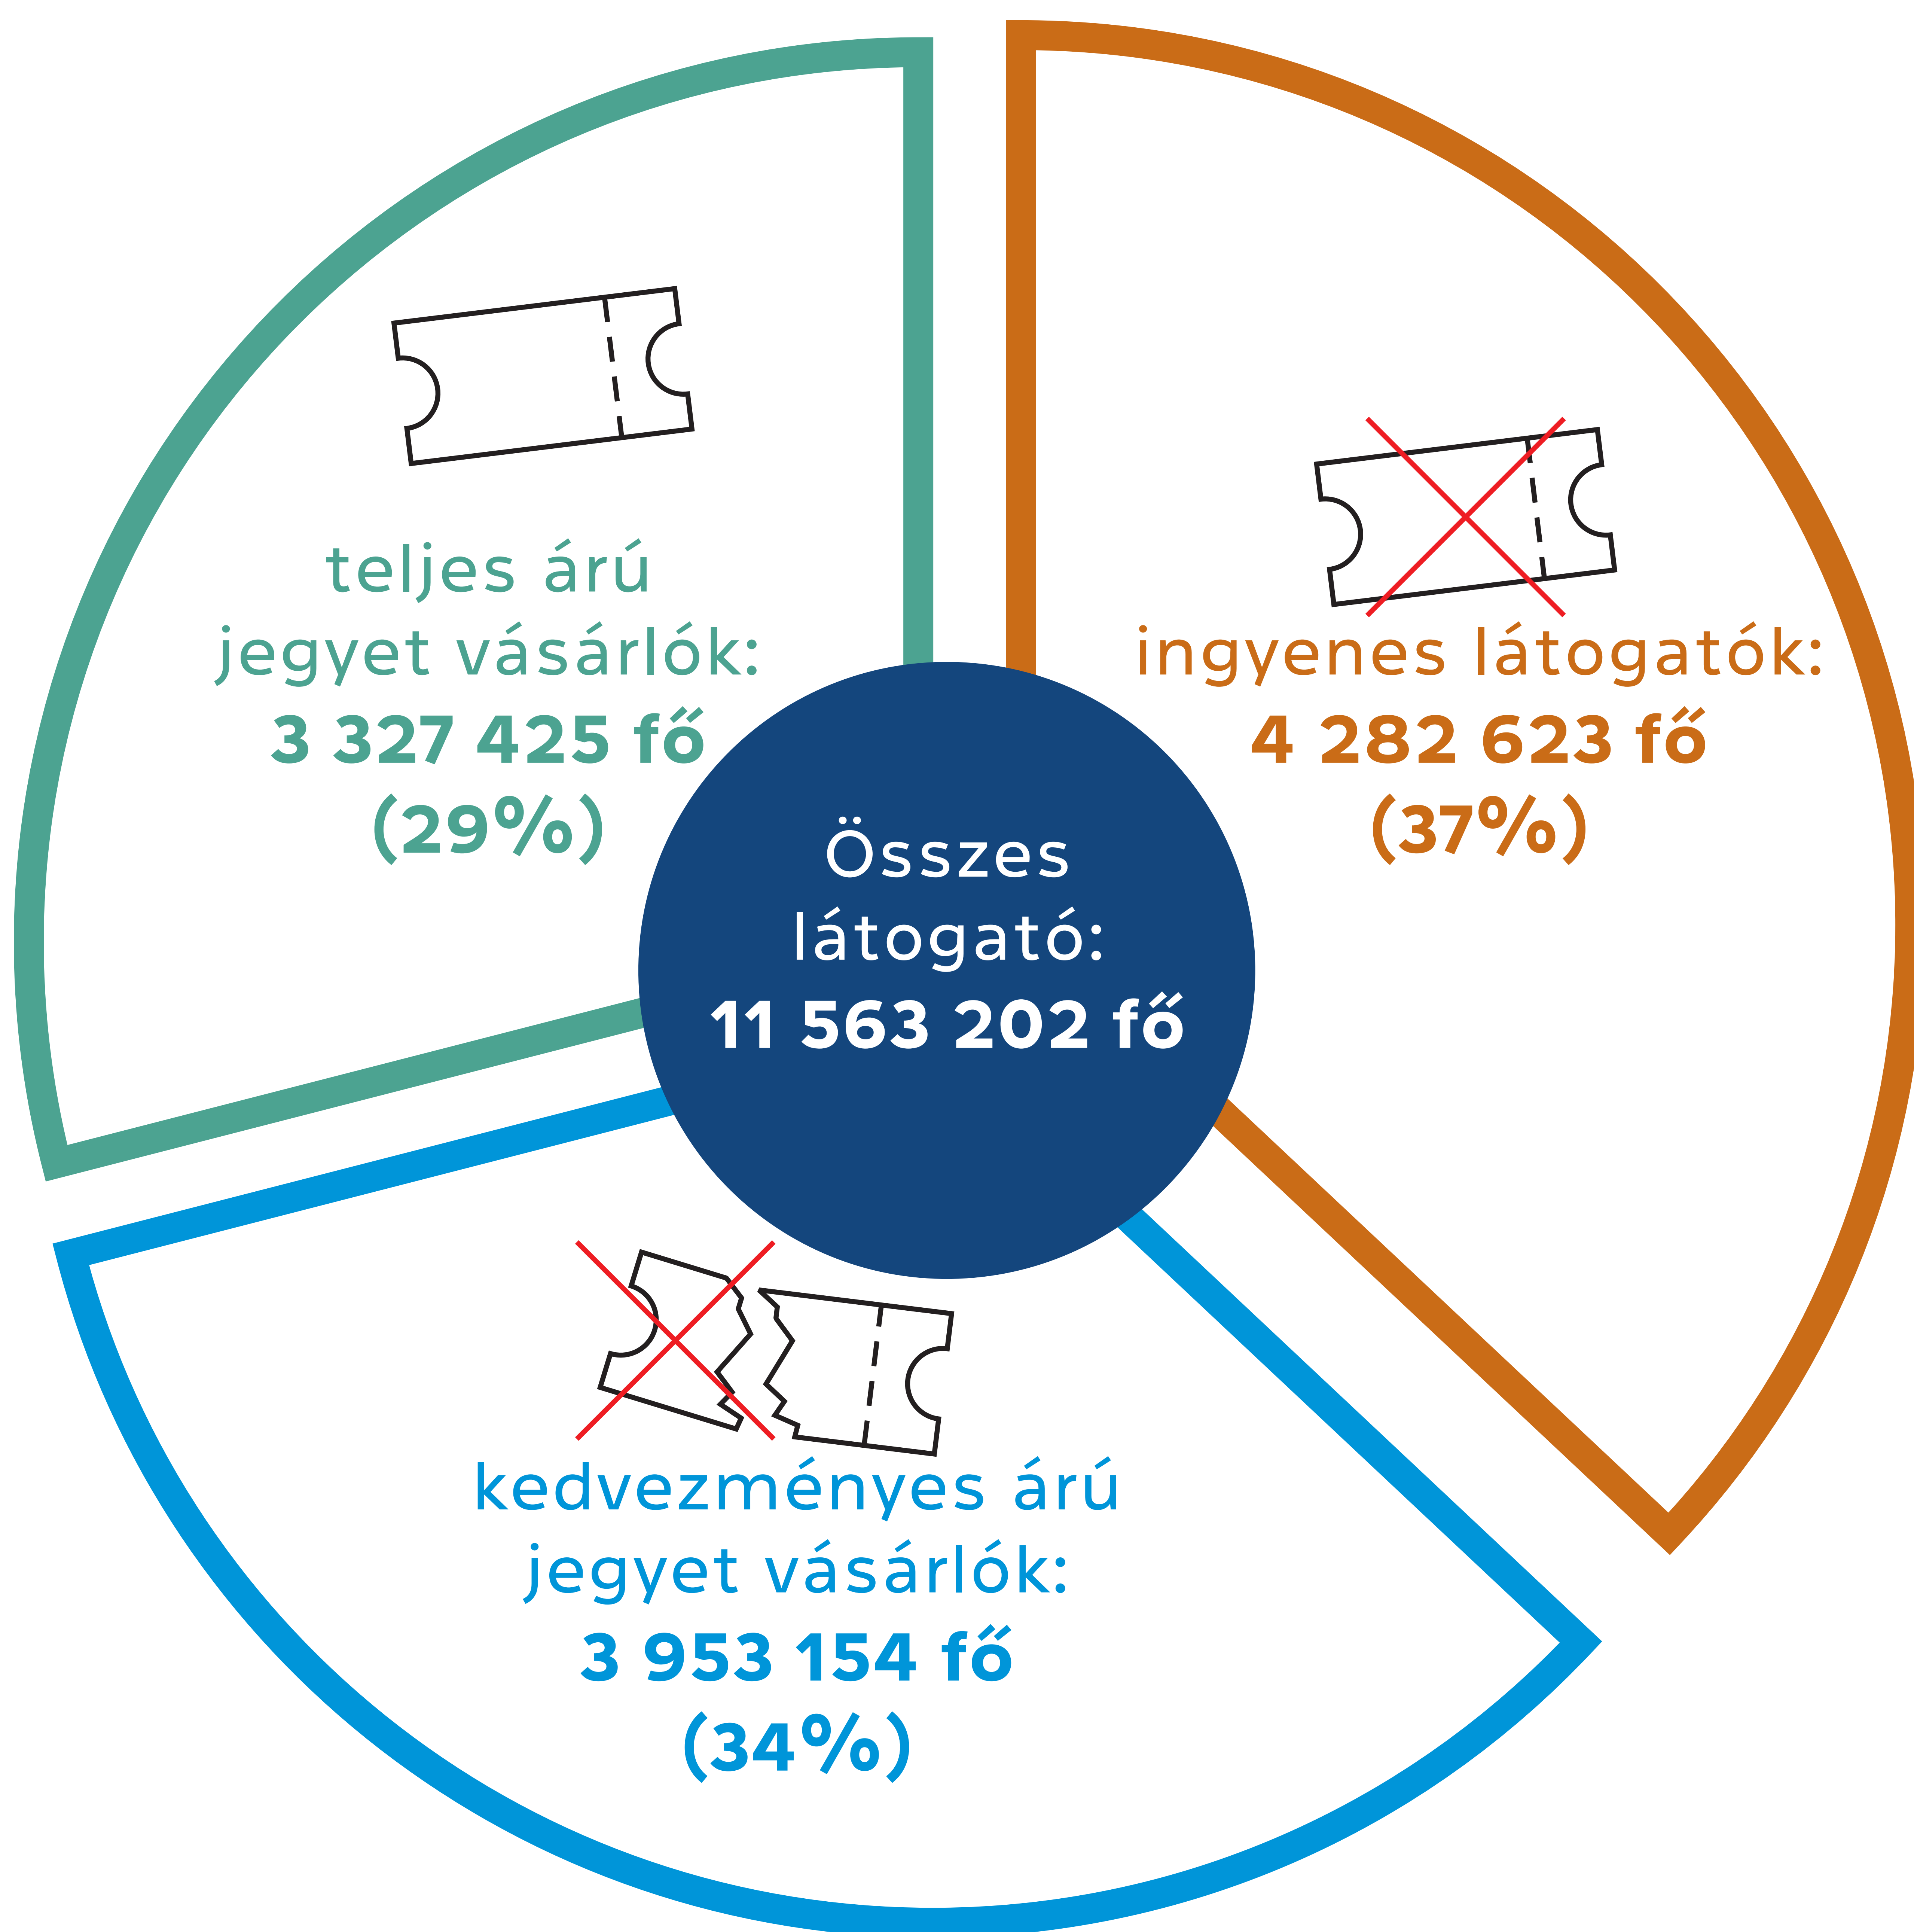 teljes árú
jegyet vásárlók:
3 327 425 fő
(29%)
ingyenes látogatók:
4 282 623 fő
(37%)
Összes
látogató:
11 563 202 fő
kedvezményes árú
jegyet vásárlók:
3 953 154 fő
(34%)